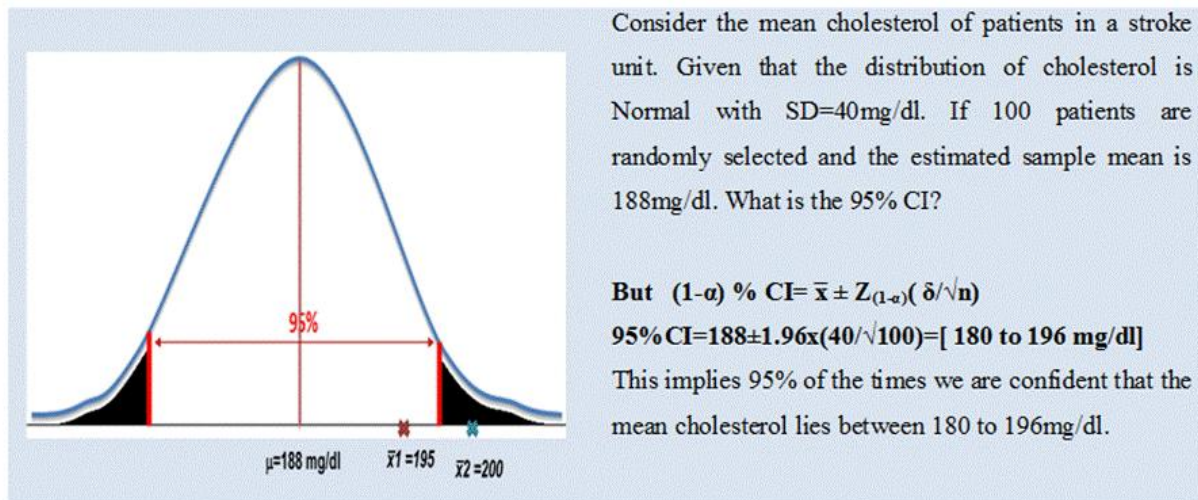 Consider the mean cholesterol of patients in a stroke
unit. Given that the distribution of cholesterol is
Normal with SD=40mg/dl. If 100 patients are
randomly selected and the estimated sample mean is
188mg/dl. What is the 95% CI?
But (1-α) % CI= x̄ ± Z₍₁₋α₎( δ/√n)
95%CI=188±1.96x(40/√100)=[ 180 to 196 mg/dl]
This implies 95% of the times we are confident that the
mean cholesterol lies between 180 to 196mg/dl.
95%
μ=188 mg/dl
x̄1 =195
x̄2 =200